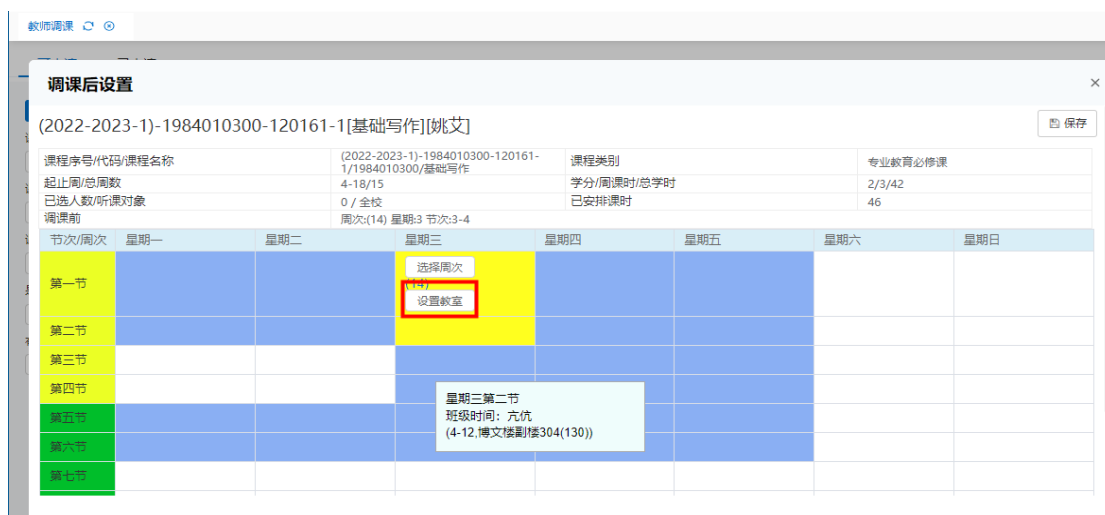 教师调课
调课后设置
(2022-2023-1)-1984010300-120161-1[基础写作][姚艾]
保存
课程序号/代码/课程名称 (2022-2023-1)-1984010300-120161-1/1984010300/基础写作 课程类别 专业教育必修课
起止周/总周数 4-18/15 学分/周课时/总学时 2/3/42
已选人数/听课对象 0 / 全校 已安排课时 46
调课前 周次:(14) 星期:3 节次:3-4
节次/周次 星期一 星期二 星期三 星期四 星期五 星期六 星期日
选择周次
第一节 (14)
设置教室
第二节
第三节
第四节
星期三第二节
第五节 班级时间：亢伉
(4-12,博文楼副楼304(130))
第六节
第七节